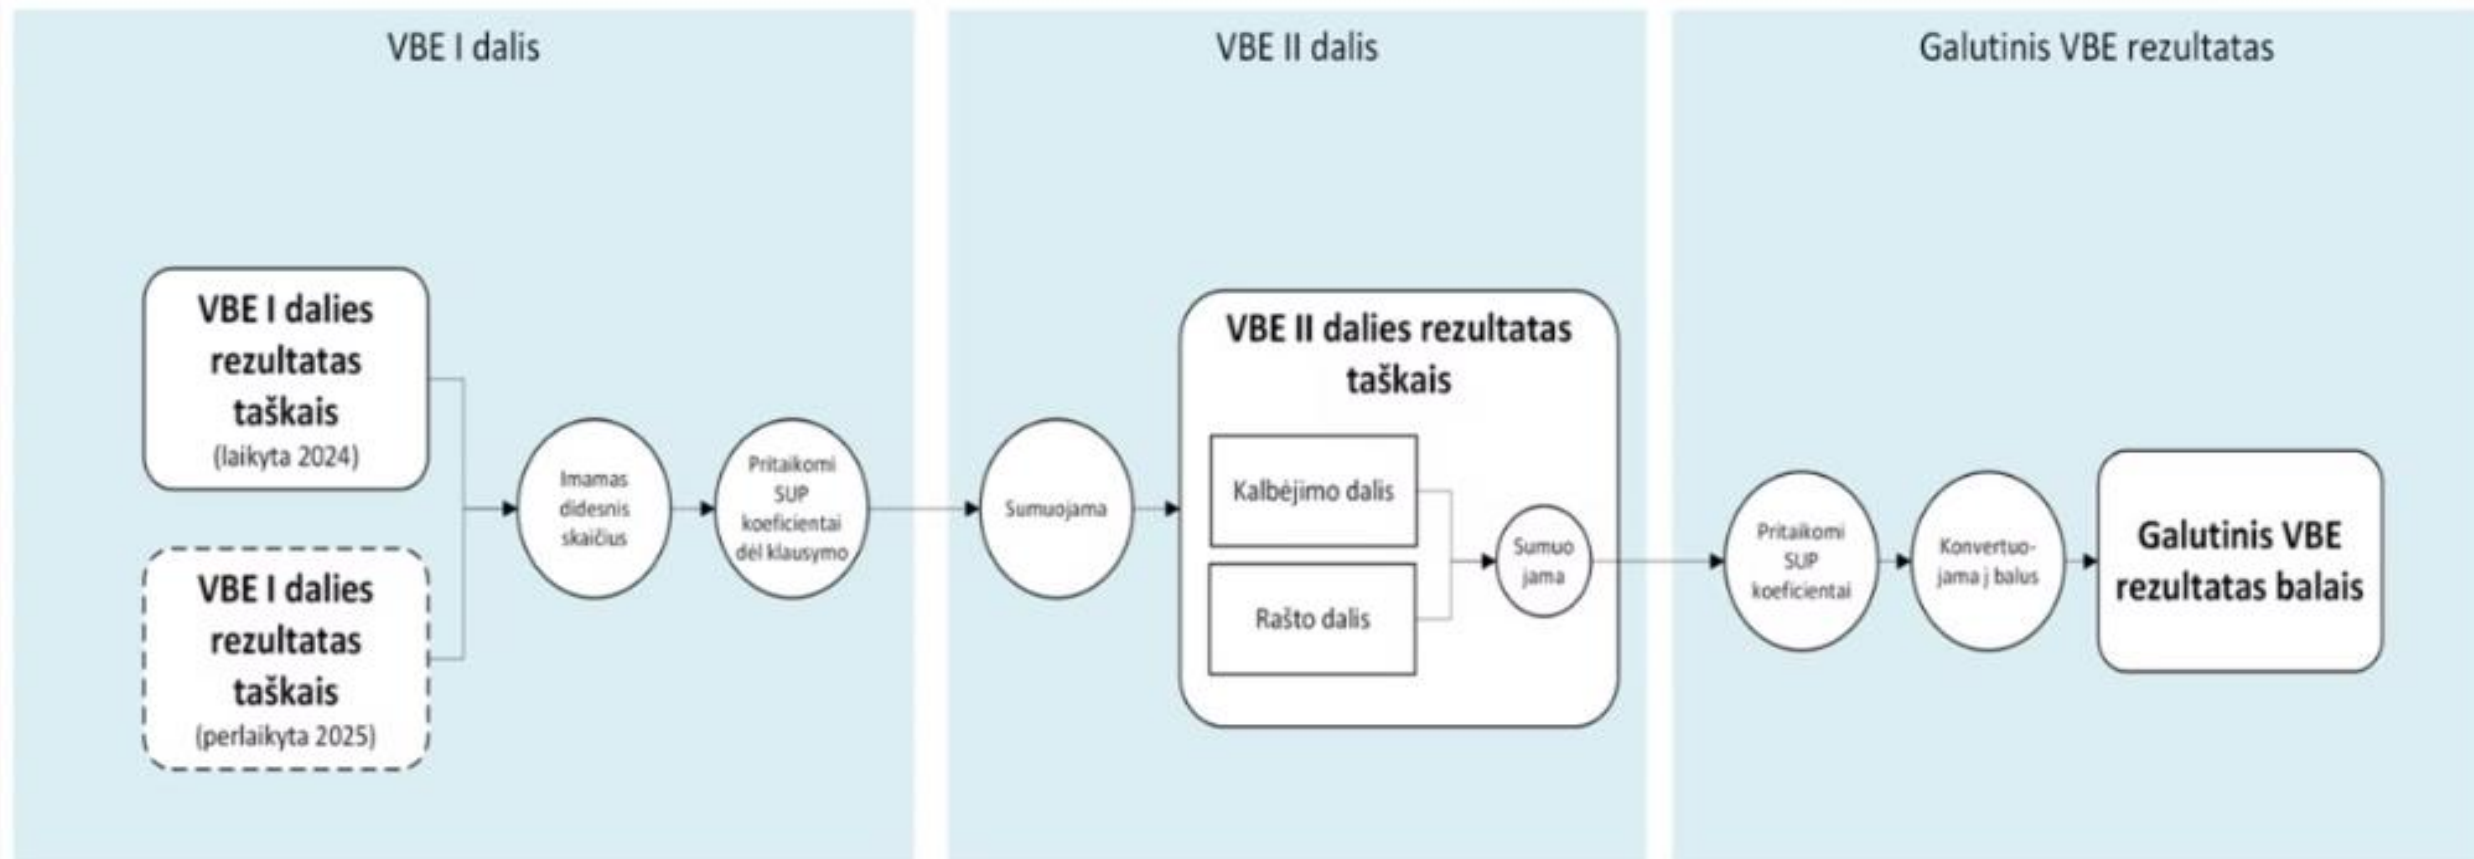 VBE I dalis
VBE I dalies
rezultatas
taškais
(laikyta 2024)
VBE I dalies
rezultatas
taškais
(perlaikyta 2025)
Imamas
didesnis
skaičius
Pritaikomi
SUP
koeficientai
dėl klausymo
VBE II dalis
Sumuojama
VBE II dalies rezultatas
taškais
Kalbėjimo dalis
Rašto dalis
Sumuo
jama
Galutinis VBE rezultatas
Pritaikomi
SUP
koeficientai
Konvertuo-
jama į balus
Galutinis VBE
rezultatas balais